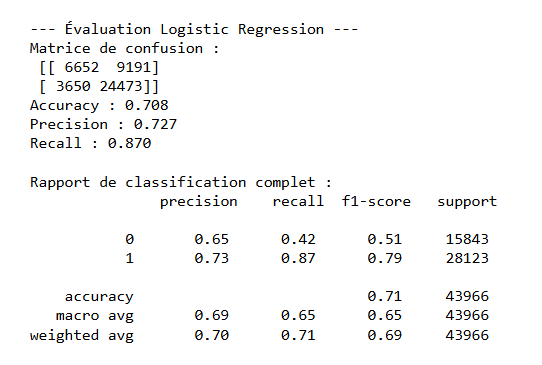 --- Évaluation Logistic Regression ---
Matrice de confusion :
[[ 6652  9191]
[ 3650 24473]]
Accuracy : 0.708
Precision : 0.727
Recall : 0.870
Rapport de classification complet :
precision recall f1-score support
0 0.65 0.42 0.51 15843
1 0.73 0.87 0.79 28123
accuracy 0.71 43966
macro avg 0.69 0.65 0.65 43966
weighted avg 0.70 0.71 0.69 43966